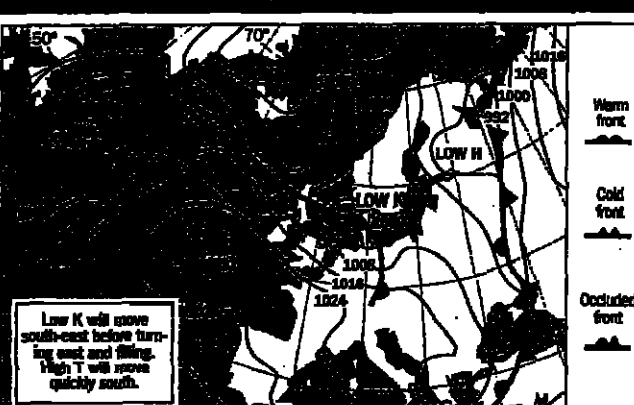 50°
70°
1016
1008
1000
992
LOW H
LOW K
1008
1016
1024
Low K will move
south-east before turn-
ing east and filling.
High T will move
quickly south.
Warm
front
Cold
front
Occluded
front